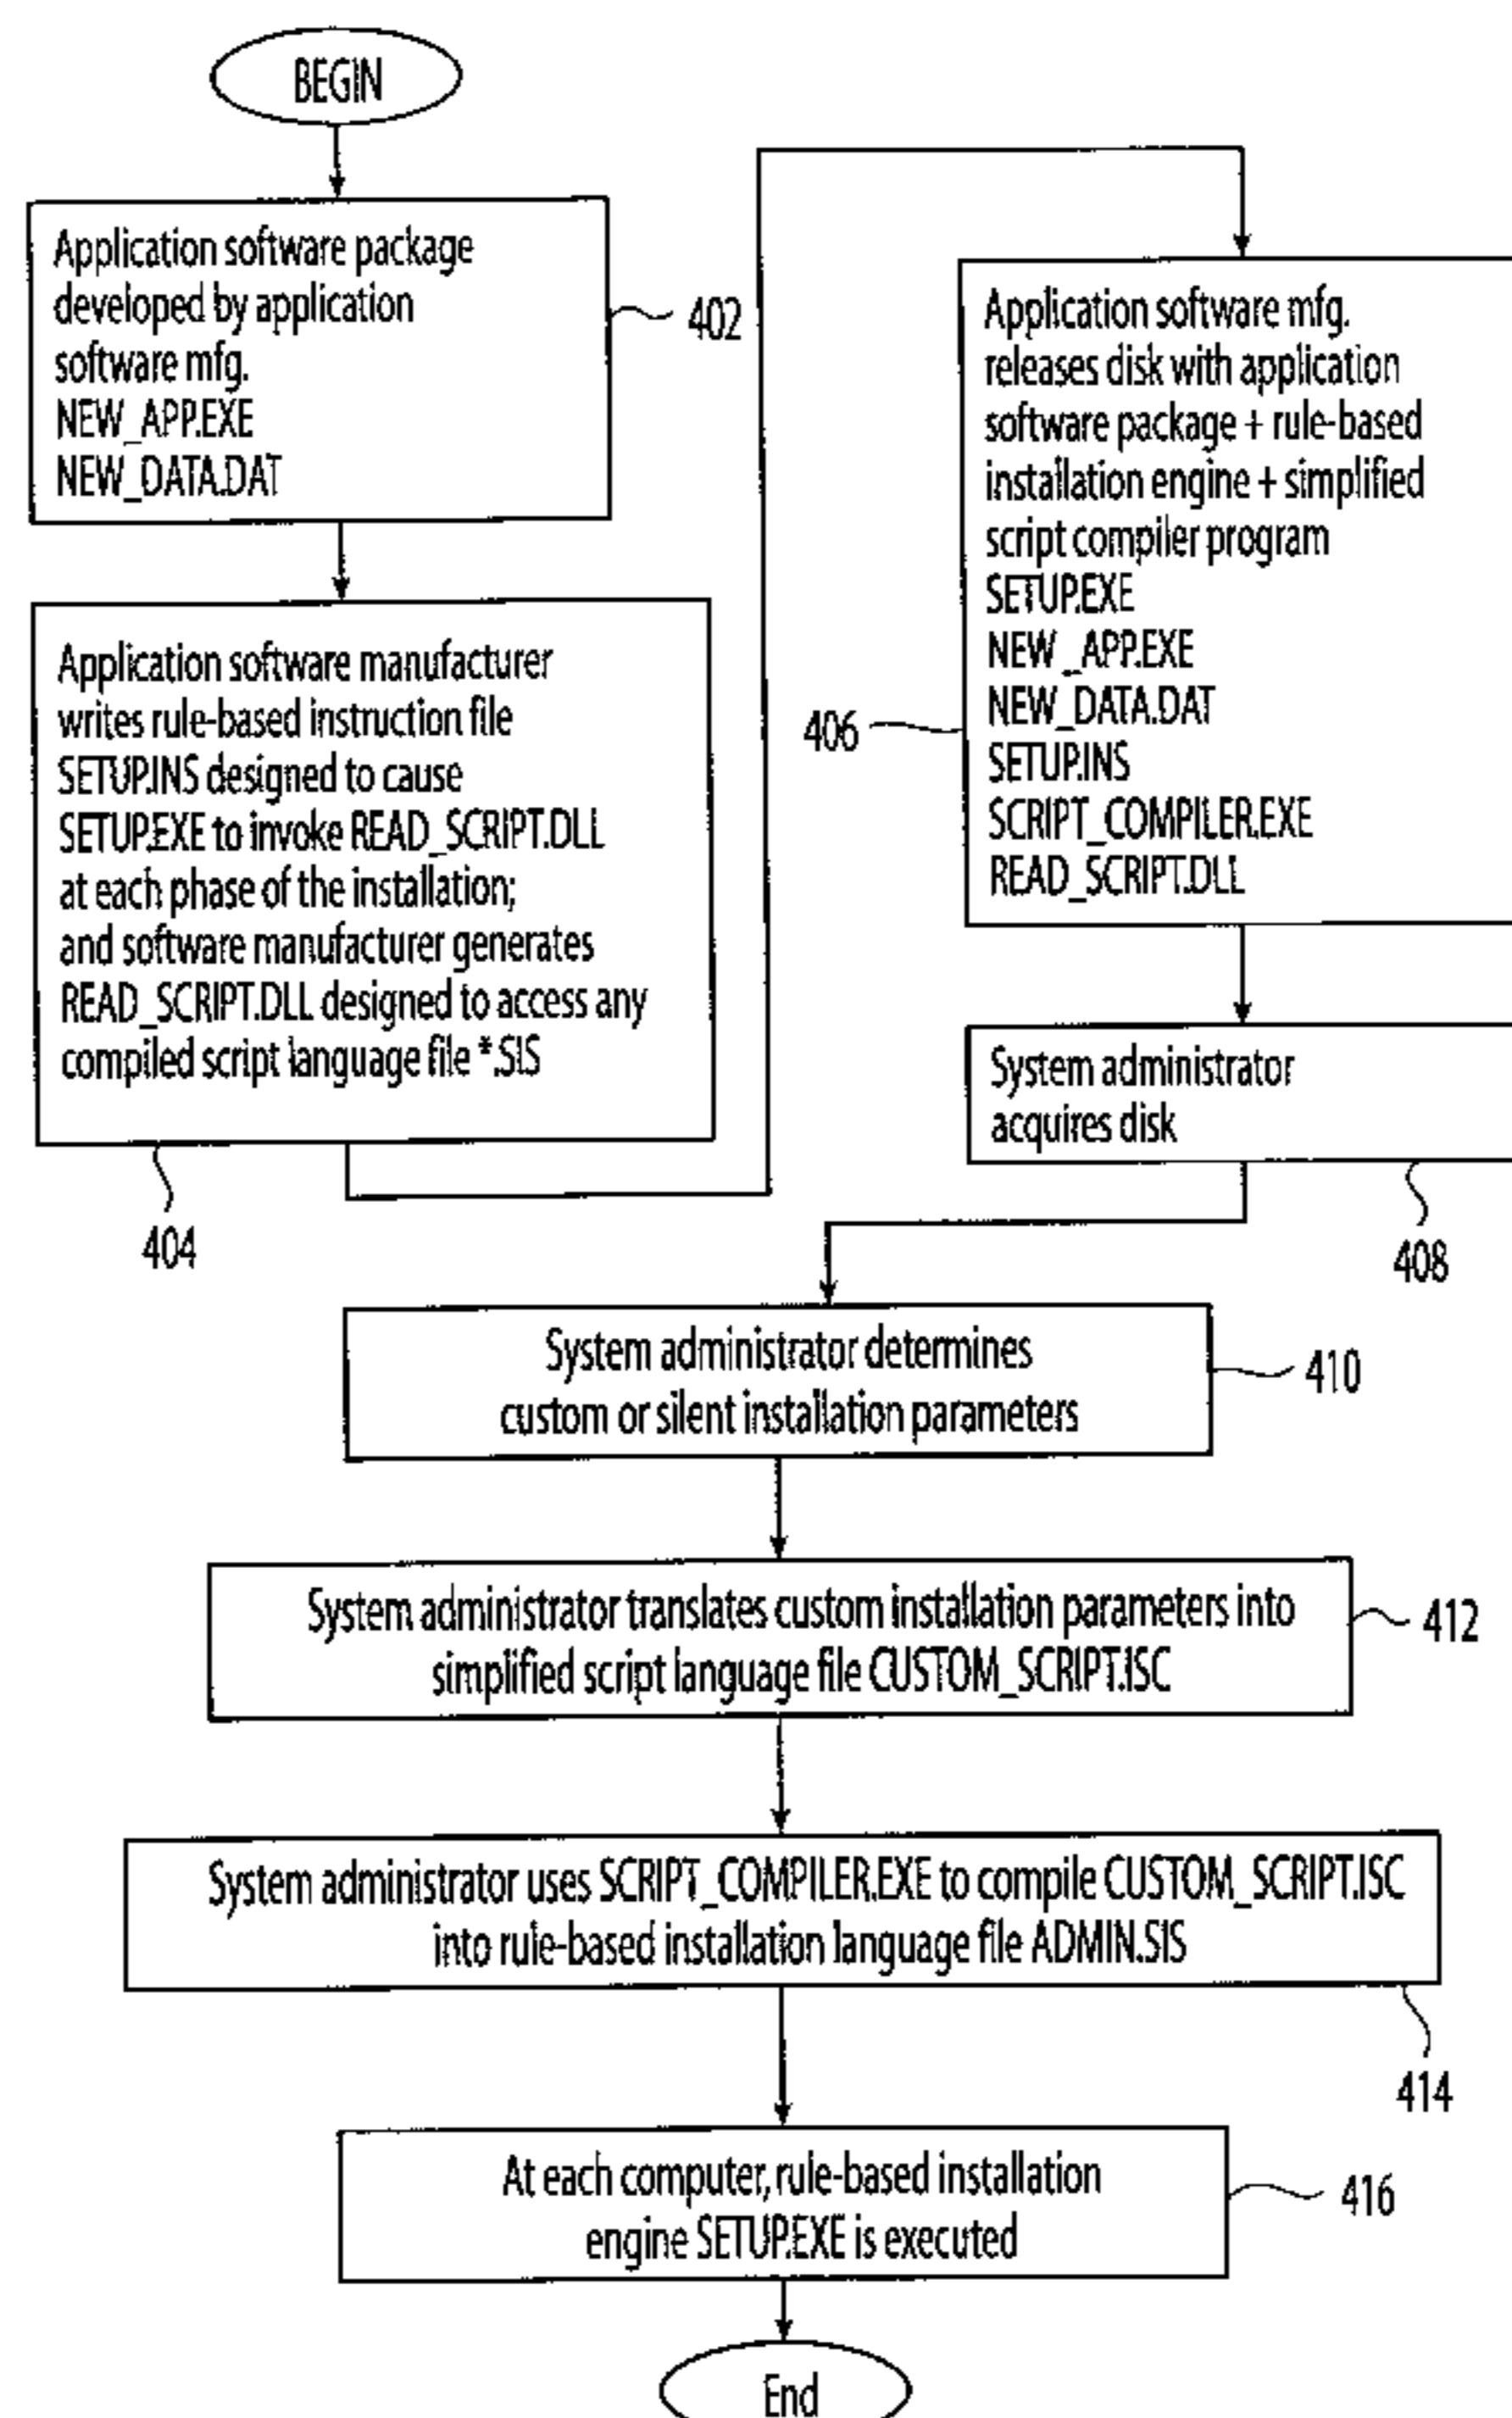 BEGIN
Application software package
developed by application
software mfg.
NEW_APP.EXE
NEW_DATA.DAT
402
Application software manufacturer
writes rule-based instruction file
SETUP.INS designed to cause
SETUP.EXE to invoke READ_SCRIPT.DLL
at each phase of the installation;
and software manufacturer generates
READ_SCRIPT.DLL designed to access any
compiled script language file *.SIS
404
Application software mfg.
releases disk with application
software package + rule-based
installation engine + simplified
script compiler program
SETUP.EXE
NEW_APP.EXE
NEW_DATA.DAT
SETUP.INS
SCRIPT_COMPILER.EXE
READ_SCRIPT.DLL
406
System administrator
acquires disk
408
System administrator determines
custom or silent installation parameters
410
System administrator translates custom installation parameters into
simplified script language file CUSTOM_SCRIPT.ISC
412
System administrator uses SCRIPT_COMPILER.EXE to compile CUSTOM_SCRIPT.ISC
into rule-based installation language file ADMIN.SIS
414
At each computer, rule-based installation
engine SETUP.EXE is executed
416
End